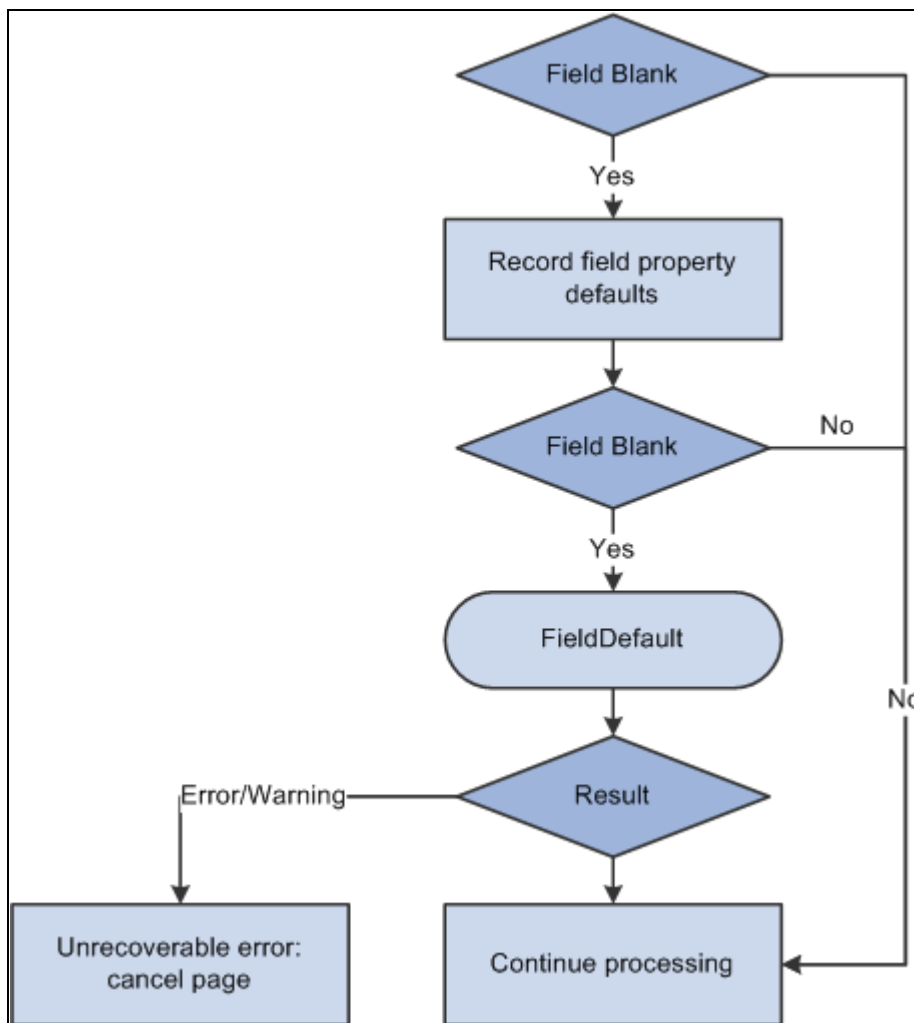 Field Blank
Yes
Record field property
defaults
Field Blank
No
Yes
FieldDefault
No
Error/Warning
Result
Unrecoverable error:
cancel page
Continue processing